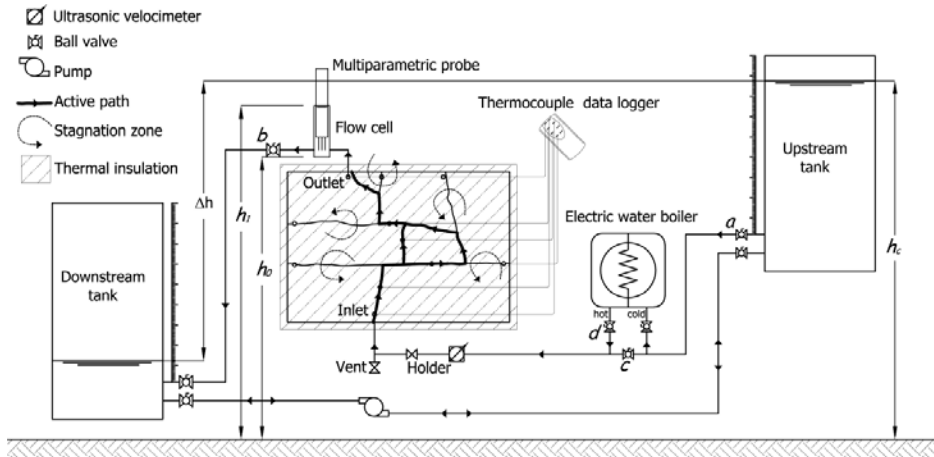 Ultrasonic velocimeter
Ball valve
Pump
Active path
Stagnation zone
Thermal insulation
Multiparametric probe
Flow cell
Thermocouple data logger
Upstream
tank
b
Outlet
Δh
h₁
h₀
Electric water boiler
a
h꜀
Downstream
tank
hot
cold
d
Inlet
Vent
Holder
c